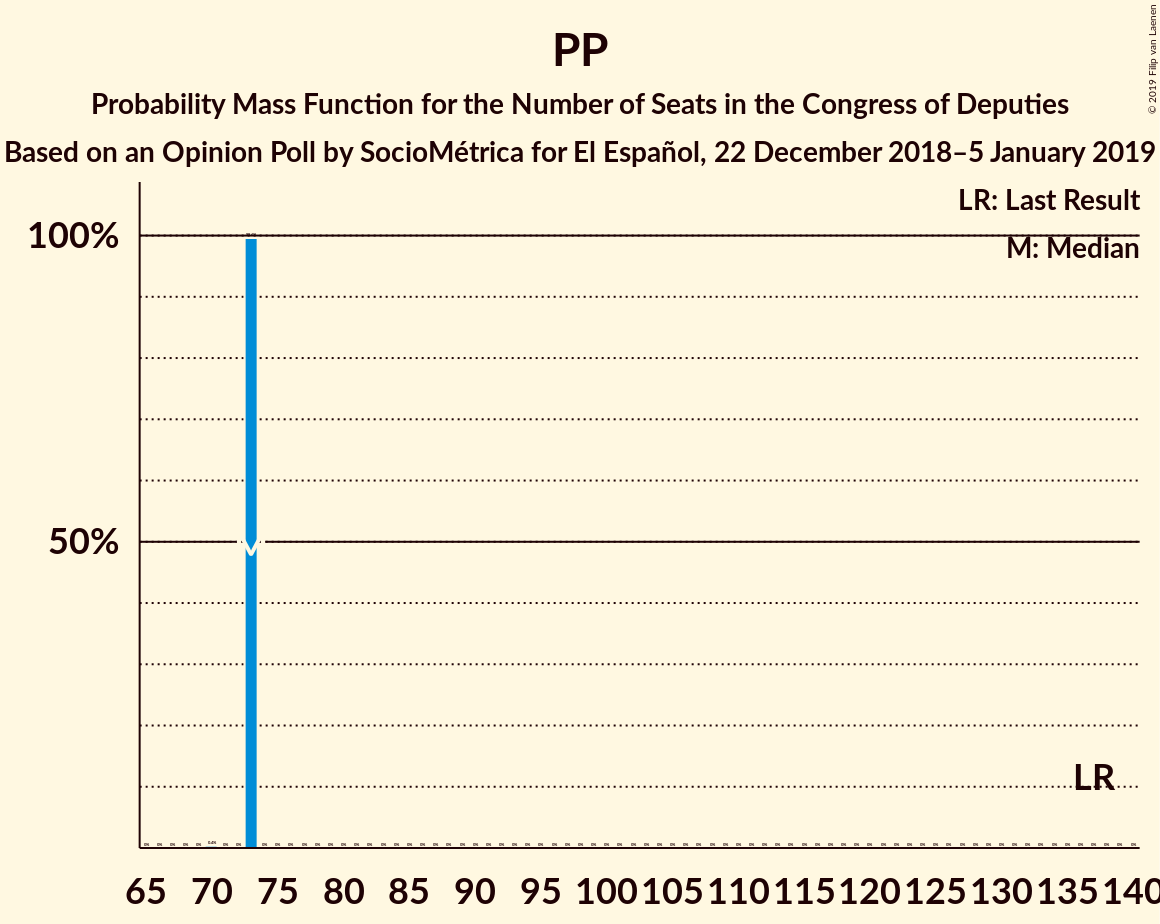 PP
Probability Mass Function for the Number of Seats in the Congress of Deputies
Based on an Opinion Poll by SocioMétrica for El Español, 22 December 2018–5 January 2019
© 2019 Filip van Laenen
LR: Last Result
M: Median
100%
50%
LR
65 70 75 80 85 90 95 100 105 110 115 120 125 130 135 140